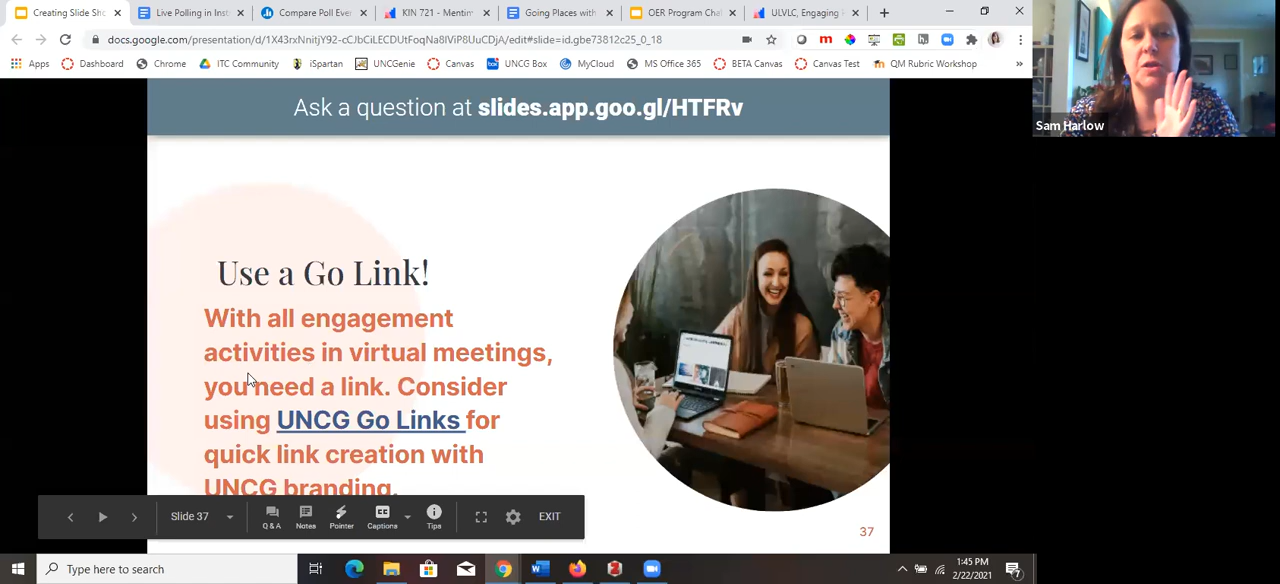 Creating Slide Sho
Live Polling in Inst
Compare Poll Ever
KIN 721 - Mentim
Going Places with
OER Program Chat
ULVLC, Engaging
docs.google.com/presentation/d/1X43rxNnitjY92-cCJbCiLECDUtFoqNa8lViP8UuCDjA/edit#slide=id.gbe73812c25_0_18
Apps
Dashboard
Chrome
ITC Community
iSpartan
UNCGenie
Canvas
UNCG Box
MyCloud
MS Office 365
BETA Canvas
Canvas Test
QM Rubric Workshop
»
Sam Harlow
Ask a question at slides.app.goo.gl/HTFRv
Use a Go Link!
With all engagement
activities in virtual meetings,
you need a link. Consider
using UNCG Go Links for
quick link creation with
UNCG branding.
Slide 37
Q & A
Notes
Pointer
Captions
Tips
EXIT
37
Type here to search
1:45 PM
2/22/2021